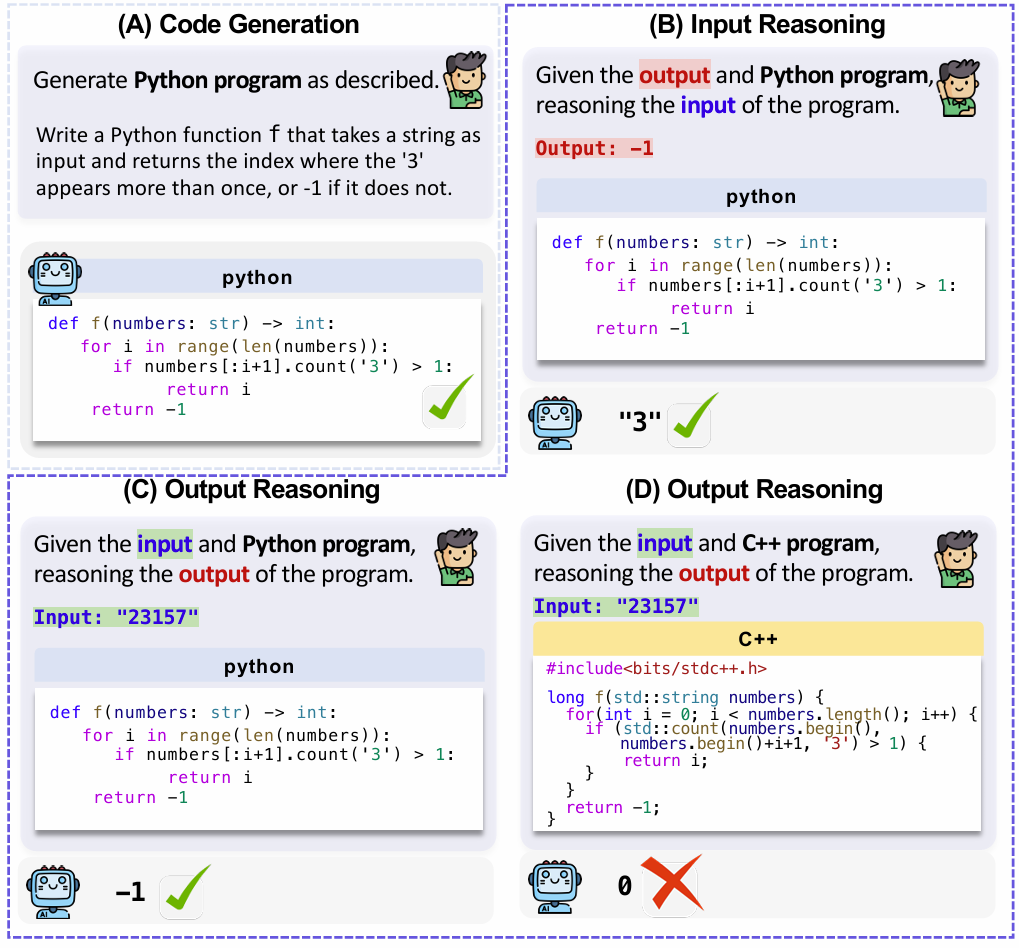 (A) Code Generation
Generate Python program as described.
Write a Python function f that takes a string as
input and returns the index where the '3'
appears more than once, or -1 if it does not.
AI
python
def f(numbers: str) -> int:
for i in range(len(numbers)):
if numbers[:i+1].count('3') > 1:
return i
return -1
(B) Input Reasoning
Given the output and Python program,
reasoning the input of the program.
Output: -1
python
def f(numbers: str) -> int:
for i in range(len(numbers)):
if numbers[:i+1].count('3') > 1:
return i
return -1
AI
"3"
(C) Output Reasoning
Given the input and Python program,
reasoning the output of the program.
Input: "23157"
python
def f(numbers: str) -> int:
for i in range(len(numbers)):
if numbers[:i+1].count('3') > 1:
return i
return -1
AI
-1
(D) Output Reasoning
Given the input and C++ program,
reasoning the output of the program.
Input: "23157"
C++
#include<bits/stdc++.h>
long f(std::string numbers) {
for(int i = 0; i < numbers.length(); i++) {
if (std::count(numbers.begin(),
numbers.begin()+i+1, '3') > 1) {
return i;
}
}
return -1;
}
AI
0